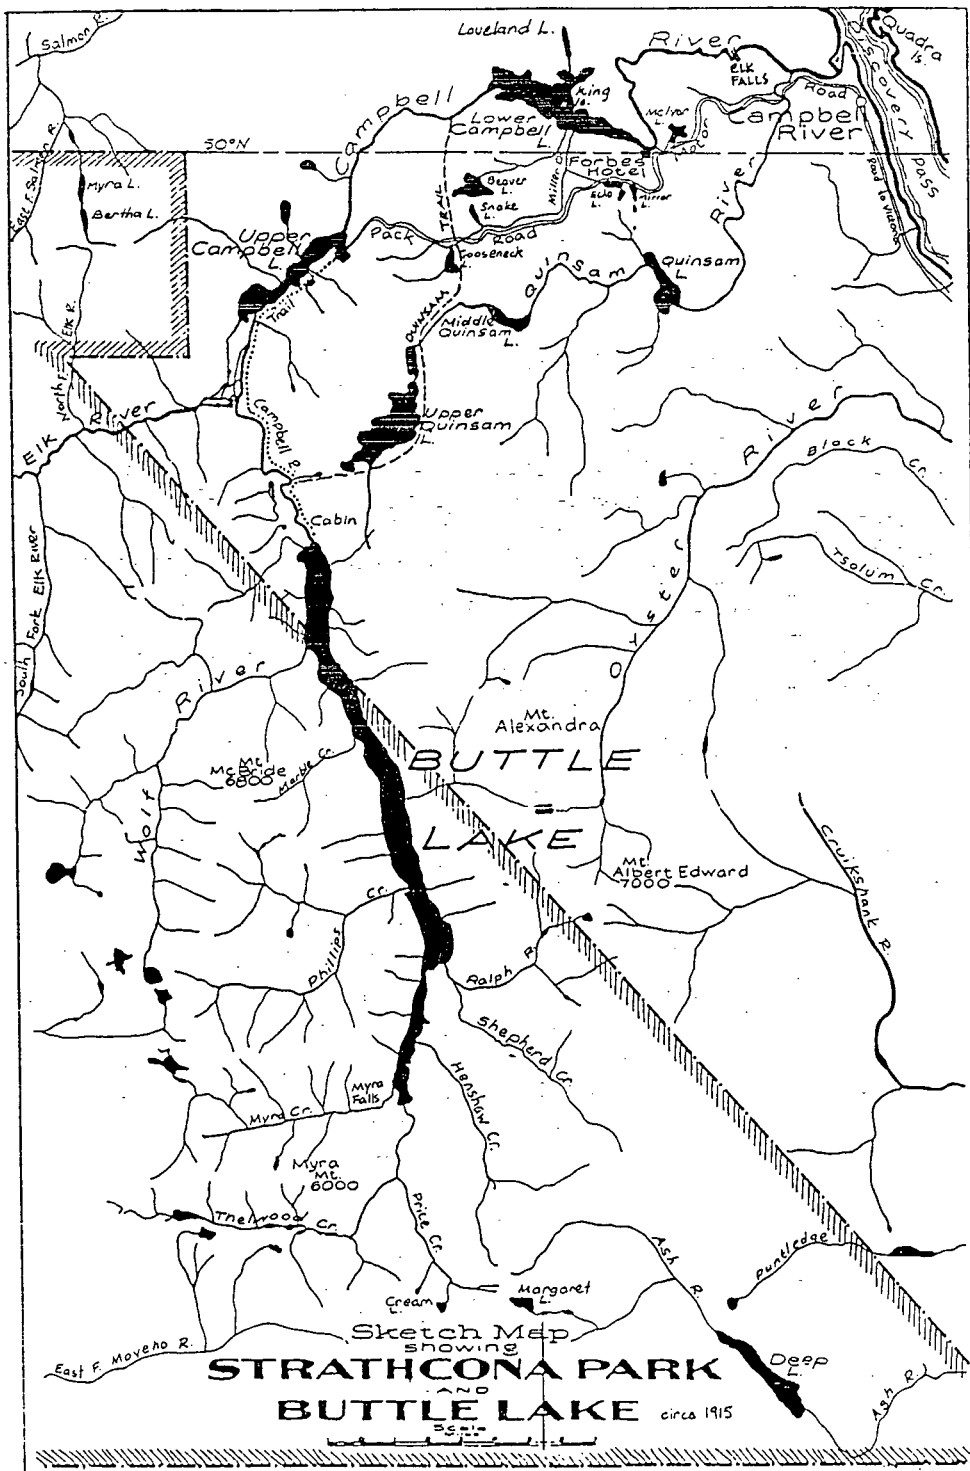 Loveland L.
River
Quadra
Is.
Discovery
Pass
Salmon R.
ELK
FALLS
Road
Campbell
King
Is.
McIvor
L.
Campbel
River
Lower
Campbell
L.
50°N
Forbes
Hotel
East F. Salmon R.
Myra L.
Bertha L.
Beaver
L.
Snake
L.
Echo
L.
Mirror
L.
River
Road to Victoria
TRAIL
Upper
Campbell
L.
Pack
Road
Gooseneck
L.
Quinsam
Quinsam
L.
Trail
Middle
Quinsam
L.
QUINSAM
Elk R.
North F.
Elk
River
Campbell R.
Upper
Quinsam
L.
River
Black
Cr.
Cabin
Oyster
Tsolum
Cr.
South Fork Elk River
River
Wolf
Mt.
Alexandra
Mt.
McBride
6800
Marble Cr.
BUTTLE
LAKE
Mt.
Albert Edward
7000
Cruikshank R.
Cr.
Phillips
Ralph R.
Shepherd Cr.
Henshaw Cr.
Myra
Falls
Myra Cr.
Myra
Mt.
6000
Thelwood Cr.
Price Cr.
Ash
R.
Puntledge
Cream
L.
Margaret
L.
East F. Moyeho R.
Deep
L.
Ash R.
Sketch Map
showing
STRATHCONA PARK
AND
BUTTLE LAKE circa 1915
Scale